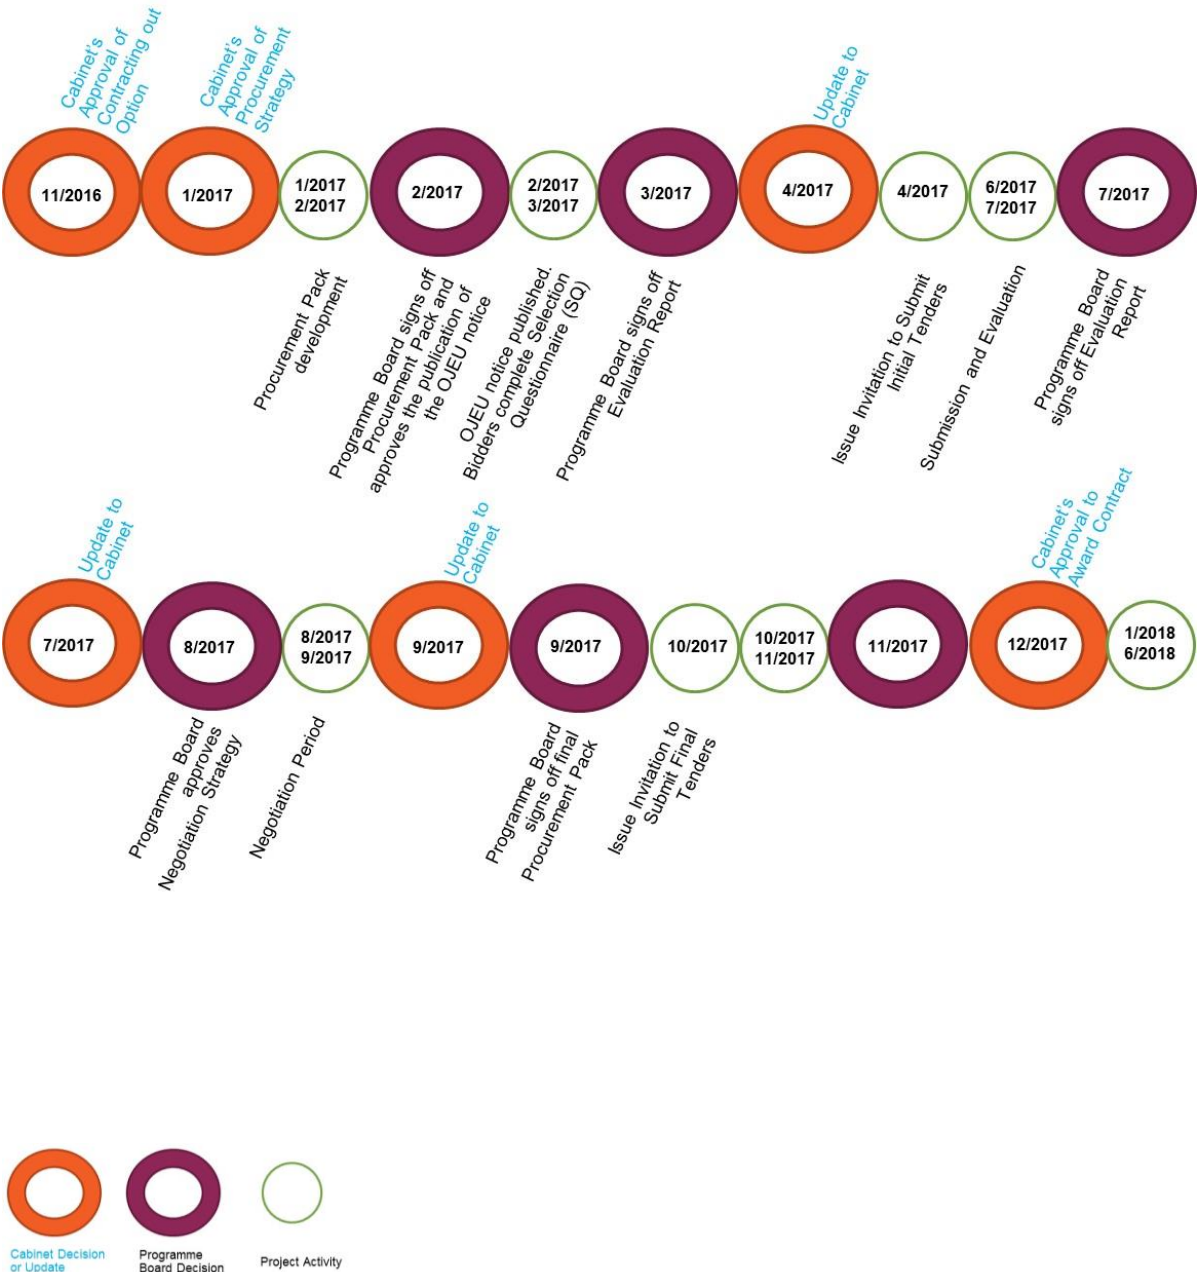 Cabinet's
Approval of
Contracting out
Option
Cabinet's
Approval of
Procurement
Strategy
Update to
Cabinet
11/2016
1/2017
1/2017
2/2017
2/2017
2/2017
3/2017
3/2017
4/2017
4/2017
6/2017
7/2017
7/2017
Procurement Pack
development
Programme Board signs off
Procurement Pack and
approves the publication of
the OJEU notice
OJEU notice published.
Bidders complete Selection
Questionnaire (SQ)
Programme Board signs off
Evaluation Report
Issue Invitation to Submit
Initial Tenders
Submission and Evaluation
Programme Board
signs off Evaluation
Report
Update to
Cabinet
Update to
Cabinet
Cabinet's
Approval to
Award Contract
7/2017
8/2017
8/2017
9/2017
9/2017
9/2017
10/2017
10/2017
11/2017
11/2017
12/2017
1/2018
6/2018
Programme Board
approves
Negotiation Strategy
Negotiation Period
Programme Board
signs off final
Procurement Pack
Issue Invitation to
Submit Final
Tenders
Cabinet Decision
or Update
Programme
Board Decision
Project Activity